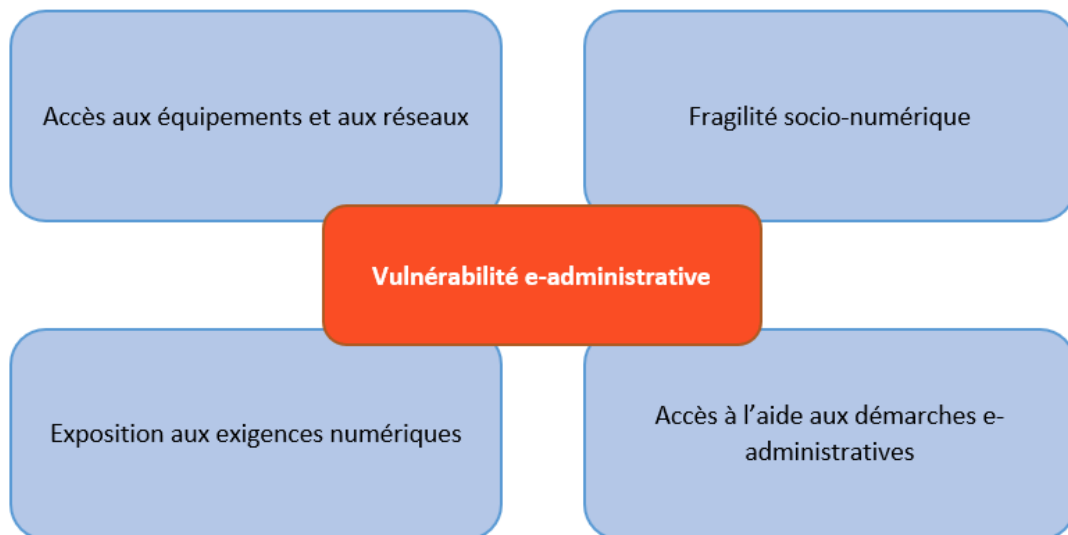 Accès aux équipements et aux réseaux
Fragilité socio-numérique
Vulnérabilité e-administrative
Exposition aux exigences numériques
Accès à l’aide aux démarches e-
administratives